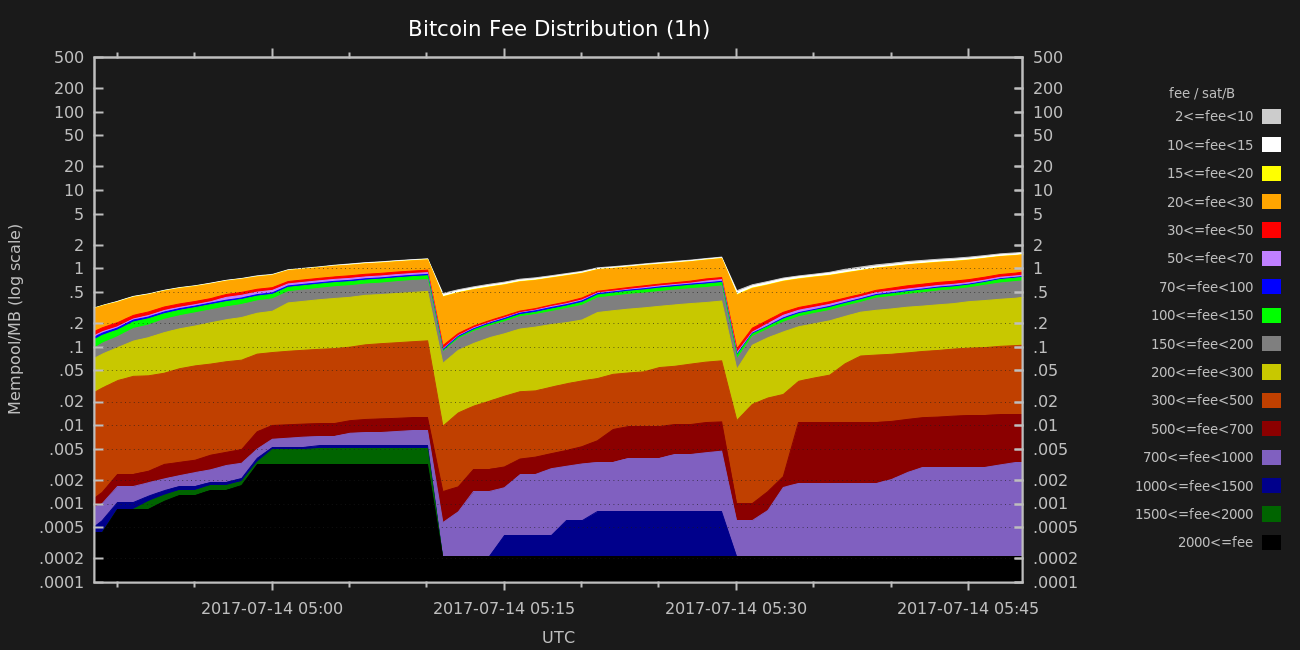 Bitcoin Fee Distribution (1h)
500 500
200 200
100 100
50 50
20 20
10 10
5 5
2 2
1 1
.5 .5
.2 .2
.1 .1
.05 .05
.02 .02
.01 .01
.005 .005
.002 .002
.001 .001
.0005 .0005
.0002 .0002
.0001 .0001
Mempool/MB (log scale)
2017-07-14 05:00 2017-07-14 05:15 2017-07-14 05:30 2017-07-14 05:45
UTC
fee / sat/B
2<=fee<10
10<=fee<15
15<=fee<20
20<=fee<30
30<=fee<50
50<=fee<70
70<=fee<100
100<=fee<150
150<=fee<200
200<=fee<300
300<=fee<500
500<=fee<700
700<=fee<1000
1000<=fee<1500
1500<=fee<2000
2000<=fee